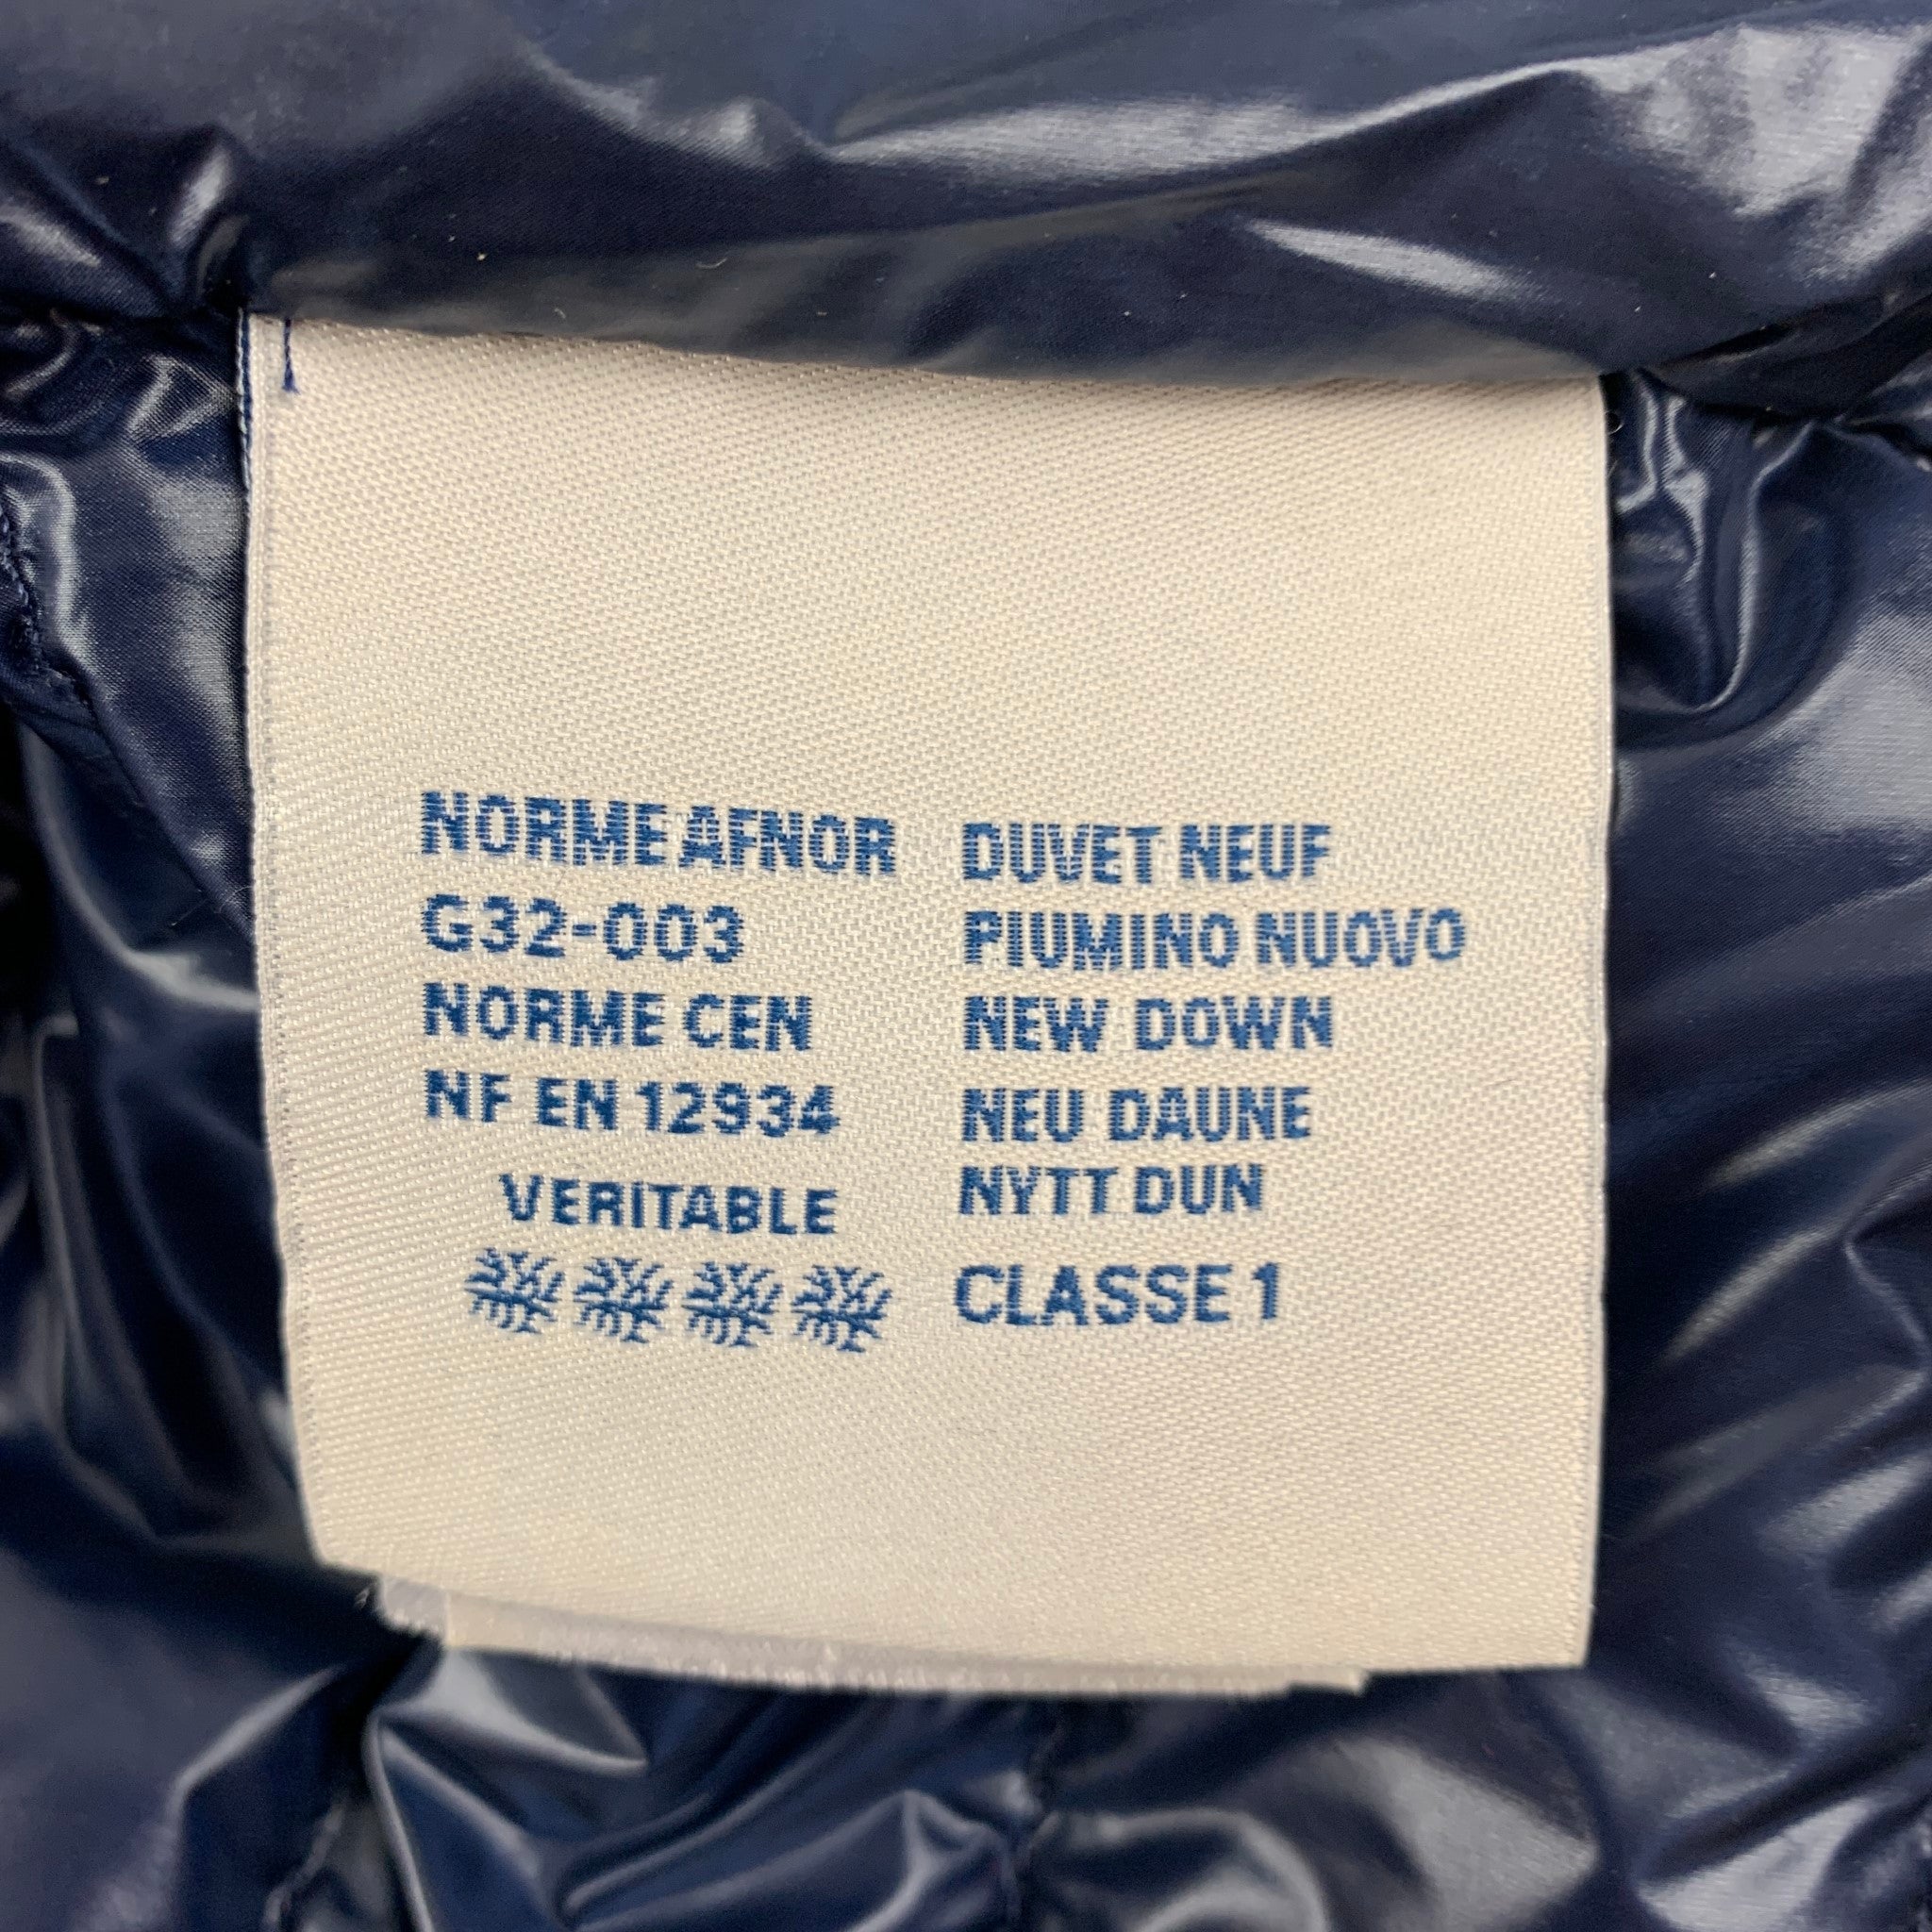 NORME AFNOR
G32-003
NORME CEN
NF EN 12934
VERITABLE
DUVET NEUF
PIUMINO NUOVO
NEW DOWN
NEU DAUNE
NYTT DUN
CLASSE 1